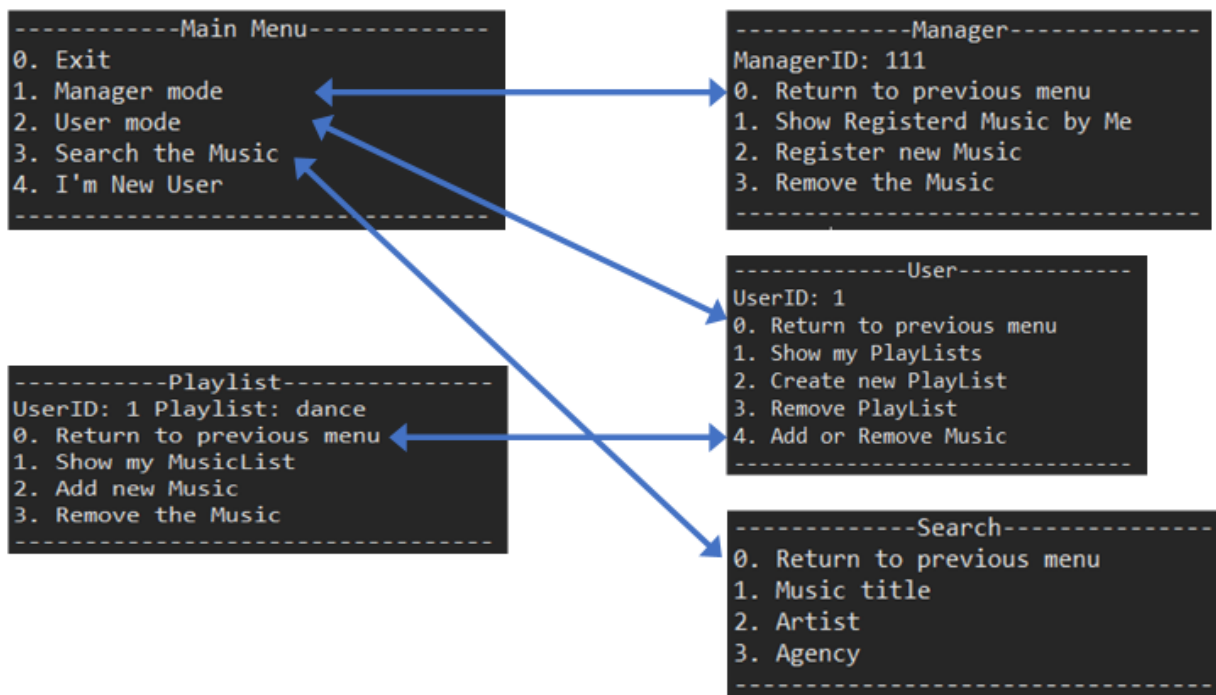 ------------Main Menu-------------
0. Exit
1. Manager mode
2. User mode
3. Search the Music
4. I'm New User
----------------------------------
-------------Manager--------------
ManagerID: 111
0. Return to previous menu
1. Show Registerd Music by Me
2. Register new Music
3. Remove the Music
----------------------------------
--------------User--------------
UserID: 1
0. Return to previous menu
1. Show my PlayLists
2. Create new PlayList
3. Remove PlayList
4. Add or Remove Music
--------------------------------
-----------Playlist---------------
UserID: 1 Playlist: dance
0. Return to previous menu
1. Show my MusicList
2. Add new Music
3. Remove the Music
----------------------------------
-------------Search---------------
0. Return to previous menu
1. Music title
2. Artist
3. Agency
----------------------------------